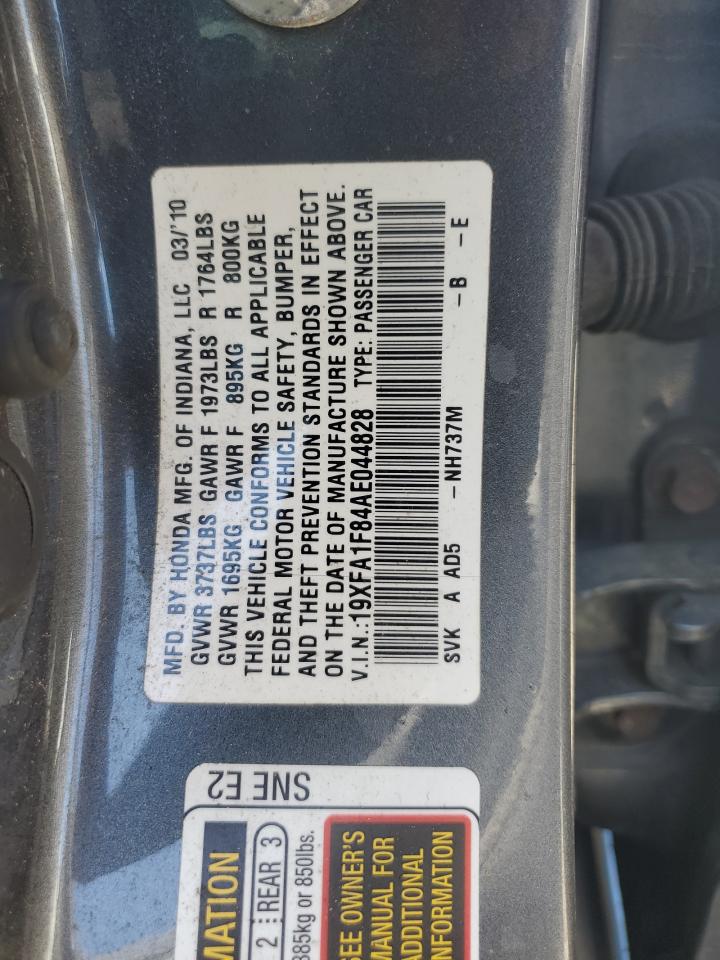 MFD. BY HONDA MFG. OF INDIANA, LLC 03/'10
GVWR 3737LBS GAWR F 1973LBS R 1764LBS
GVWR 1695KG GAWR F 895KG R 800KG
THIS VEHICLE CONFORMS TO ALL APPLICABLE
FEDERAL MOTOR VEHICLE SAFETY, BUMPER,
AND THEFT PREVENTION STANDARDS IN EFFECT
ON THE DATE OF MANUFACTURE SHOWN ABOVE.
V.I.N.:19XFA1F84AE044828 TYPE: PASSENGER CAR
SVK A AD5 -NH737M -B -E
SNE E2
MATION
2 REAR 3
385kg or 850lbs.
SEE OWNER'S
MANUAL FOR
ADDITIONAL
INFORMATION